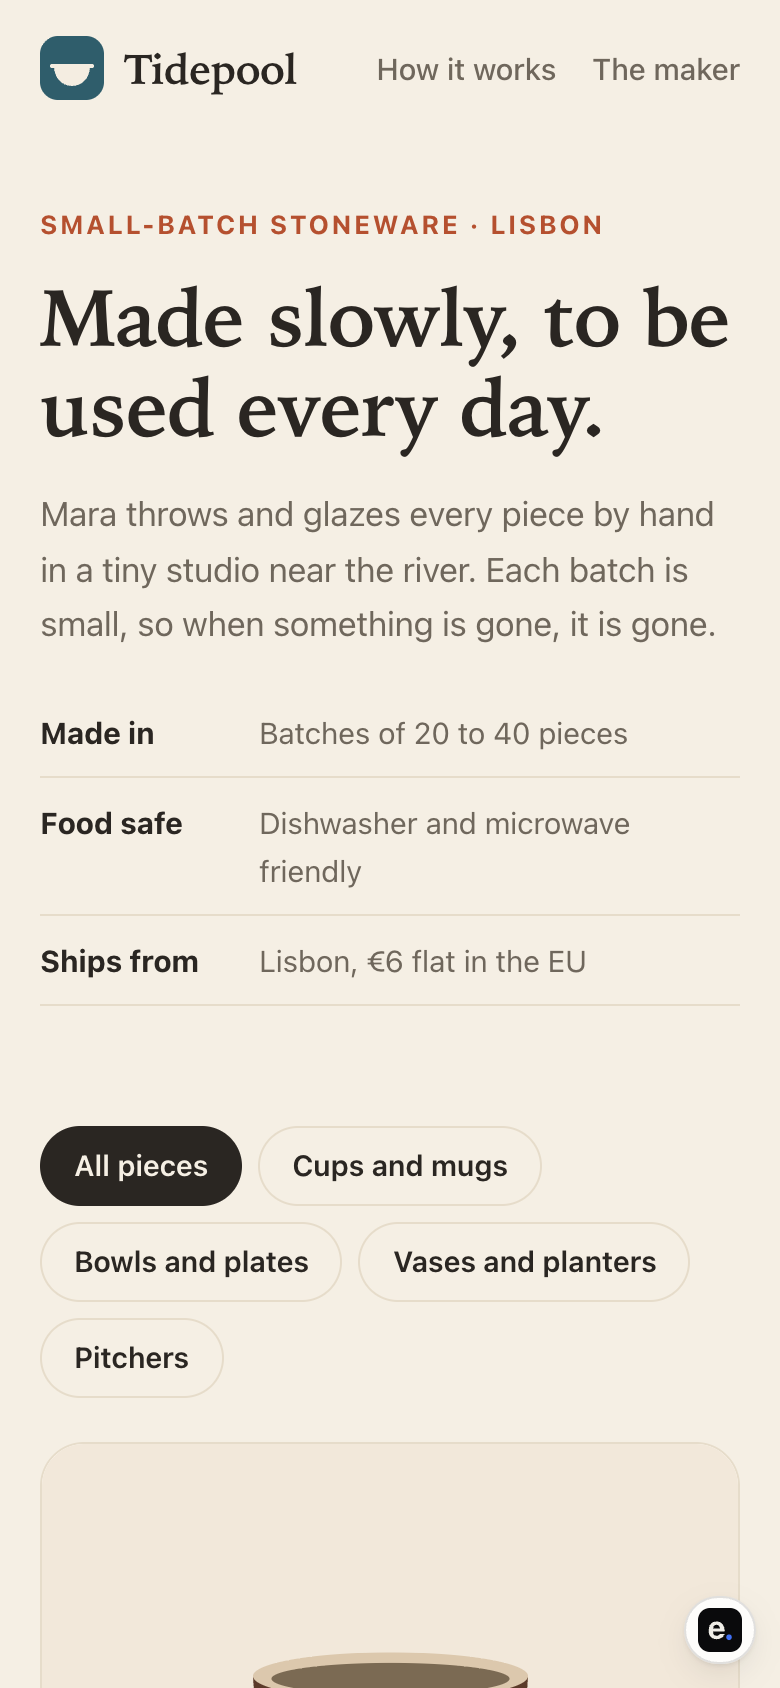 Tidepool
How it works
The maker
SMALL-BATCH STONEWARE · LISBON
Made slowly, to be
used every day.
Mara throws and glazes every piece by hand
in a tiny studio near the river. Each batch is
small, so when something is gone, it is gone.
Made in
Batches of 20 to 40 pieces
Food safe
Dishwasher and microwave
friendly
Ships from
Lisbon, €6 flat in the EU
All pieces
Cups and mugs
Bowls and plates
Vases and planters
Pitchers
e.